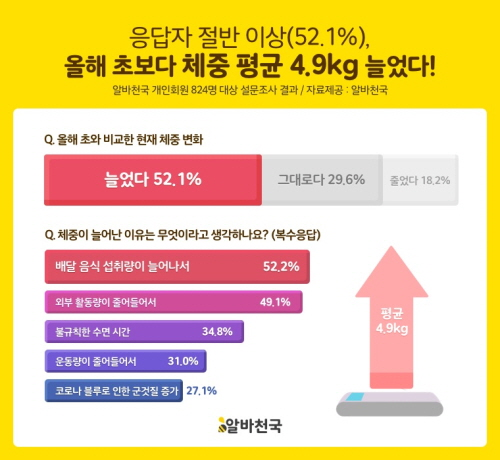 응답자 절반 이상(52.1%),
올해 초보다 체중 평균 4.9kg 늘었다!
알바천국 개인회원 824명 대상 설문조사 결과 / 자료제공 : 알바천국
Q. 올해 초와 비교한 현재 체중 변화
늘었다 52.1% 그대로다 29.6% 줄었다 18.2%
Q. 체중이 늘어난 이유는 무엇이라고 생각하나요? (복수응답)
배달 음식 섭취량이 늘어나서 52.2%
외부 활동량이 줄어들어서 49.1%
불규칙한 수면 시간 34.8%
운동량이 줄어들어서 31.0%
코로나 블루로 인한 군것질 증가 27.1%
평균
4.9kg
알바천국